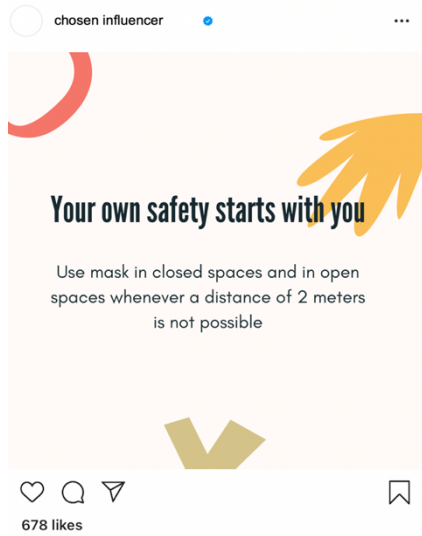 chosen influencer
Your own safety starts with you
Use mask in closed spaces and in open
spaces whenever a distance of 2 meters
is not possible
678 likes